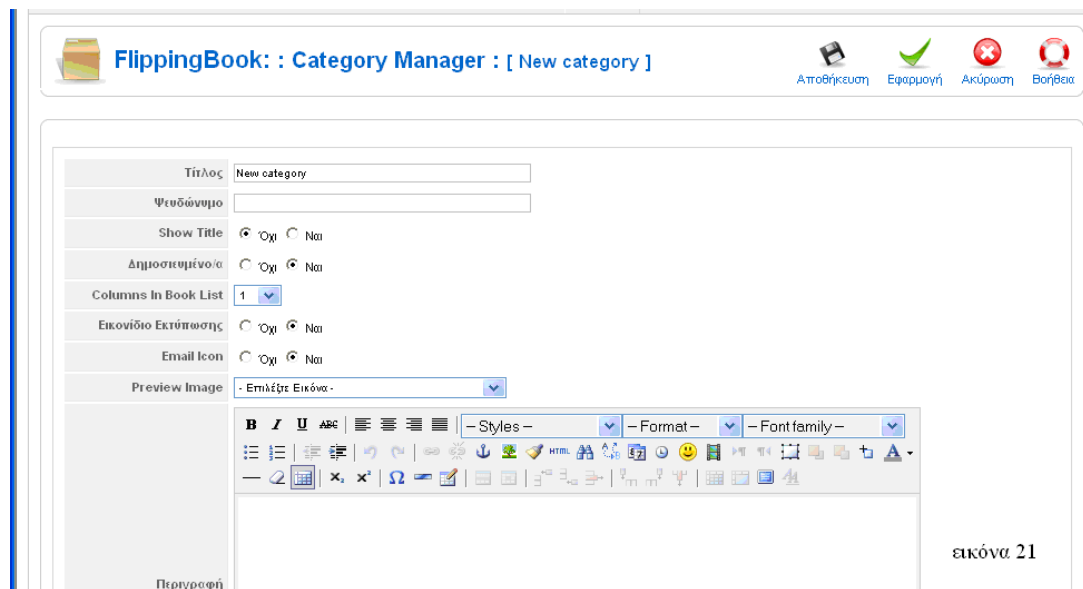 FlippingBook: : Category Manager : [ New category ]
Αποθήκευση Εφαρμογή Ακύρωση Βοήθεια
Τίτλος New category
Ψευδώνυμο
Show Title Όχι Ναι
Δημοσιευμένο/α Όχι Ναι
Columns In Book List 1
Εικονίδιο Εκτύπωσης Όχι Ναι
Email Icon Όχι Ναι
Preview Image - Επιλέξτε Εικόνα -
B I U ABC – Styles – – Format – – Font family –
HTML
εικόνα 21
Περιγραφή